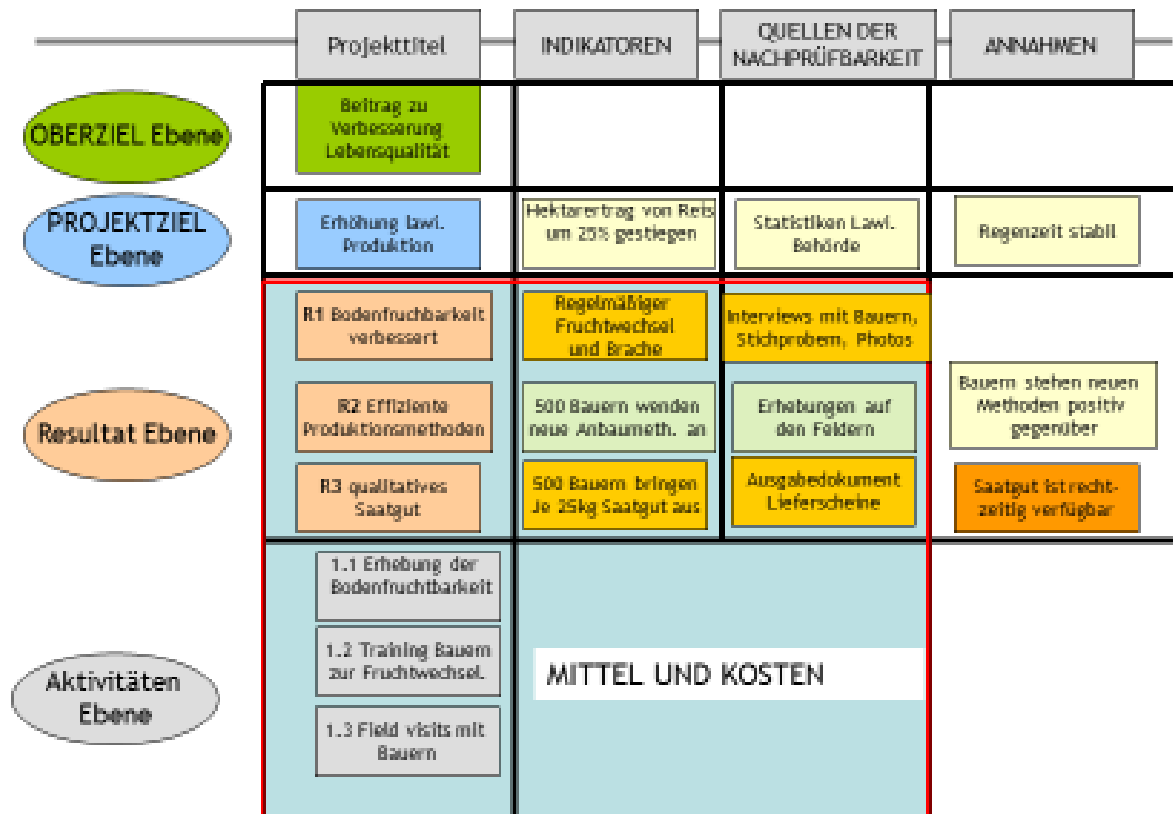 Projekttitel
INDIKATOREN
QUELLEN DER
NACHPRÜFBARKEIT
ANNAHMEN
OBERZIEL Ebene
Beitrag zu
Verbesserung
Lebensqualität
PROJEKTZIEL
Ebene
Erhöhung lawi.
Produktion
Hektarertrag von Reis
um 25% gestiegen
Statistiken Lawi.
Behörde
Regenzeit stabil
Resultat Ebene
R1 Bodenfruchbarkeit
verbessert
Regelmäßiger
Fruchtwechsel
und Brache
Interviews mit Bauern,
Stichprobem, Photos
R2 Effiziente
Produktionsmethoden
500 Bauern wenden
neue Anbaumeth. an
Erhebungen auf
den Feldern
Bauern stehen neuen
Methoden positiv
gegenüber
R3 qualitatives
Saatgut
500 Bauern bringen
Je 25kg Saatgut aus
Ausgabedokument
Lieferscheine
Saatgut ist recht-
zeitig verfügbar
Aktivitäten
Ebene
1.1 Erhebung der
Bodenfruchtbarkeit
1.2 Training Bauern
zur Fruchtwechsel.
1.3 Field visits mit
Bauern
MITTEL UND KOSTEN